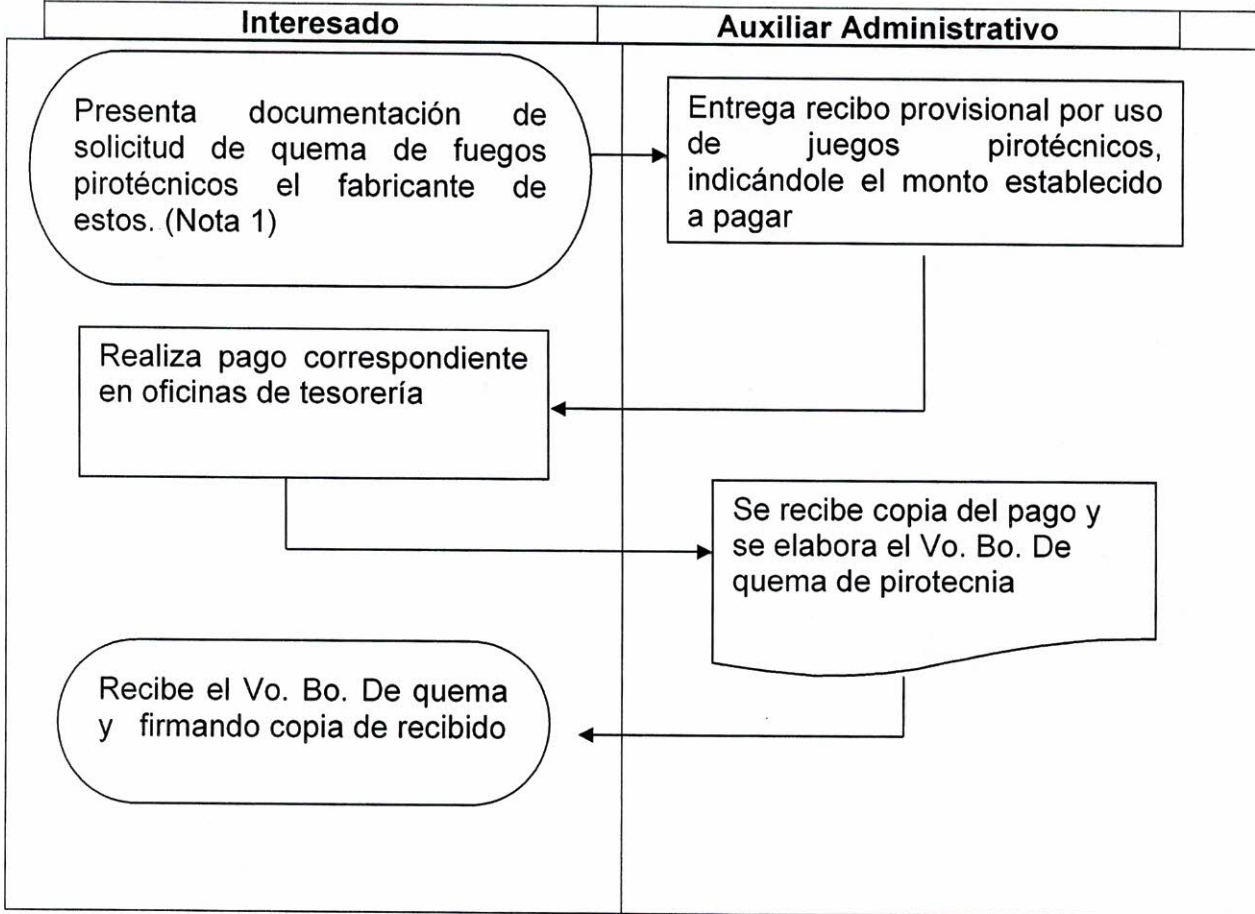 Interesado
Auxiliar Administrativo
Presenta documentación de
solicitud de quema de fuegos
pirotécnicos el fabricante de
estos. (Nota 1)
Entrega recibo provisional por uso
de juegos pirotécnicos,
indicándole el monto establecido
a pagar
Realiza pago correspondiente
en oficinas de tesorería
Se recibe copia del pago y
se elabora el Vo. Bo. De
quema de pirotecnia
Recibe el Vo. Bo. De quema
y firmando copia de recibido